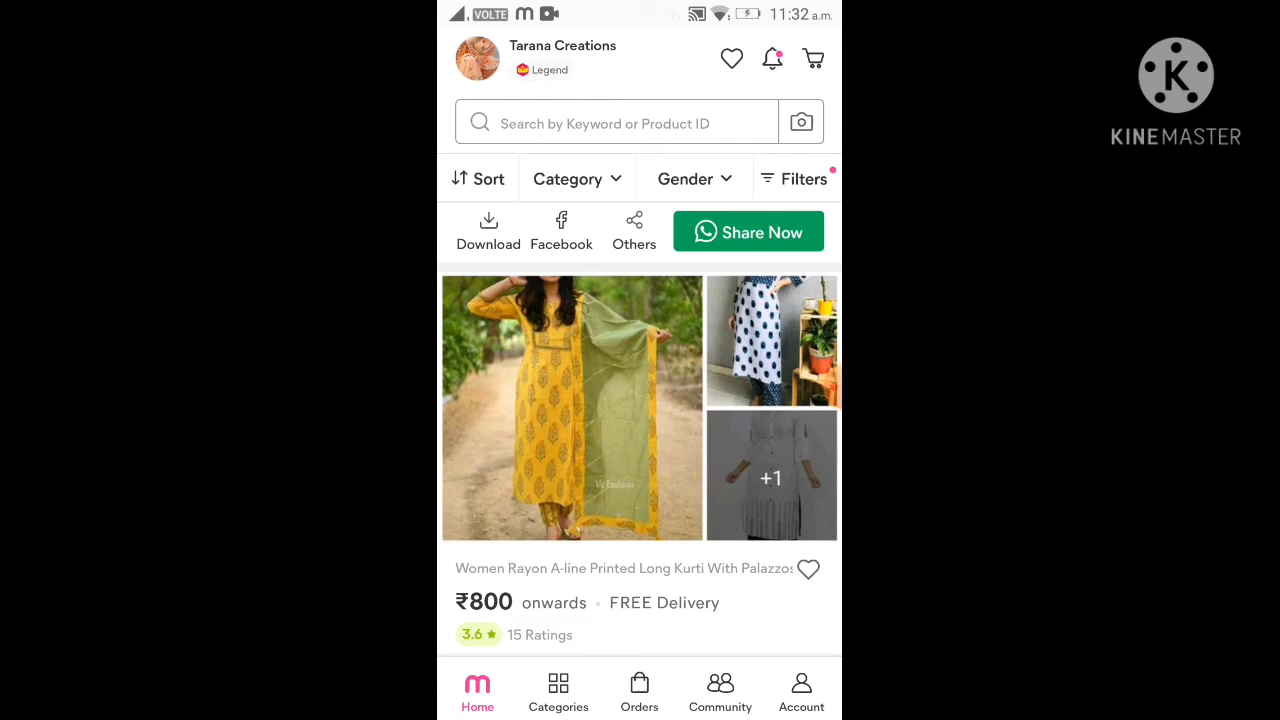 VOLTE
11:32 a.m.
Tarana Creations
Legend
Search by Keyword or Product ID
Sort
Category
Gender
Filters
Download
Facebook
Others
Share Now
+1
Women Rayon A-line Printed Long Kurti With Palazzos
₹800 onwards • FREE Delivery
3.6 ★ 15 Ratings
Home
Categories
Orders
Community
Account
K
KINEMASTER